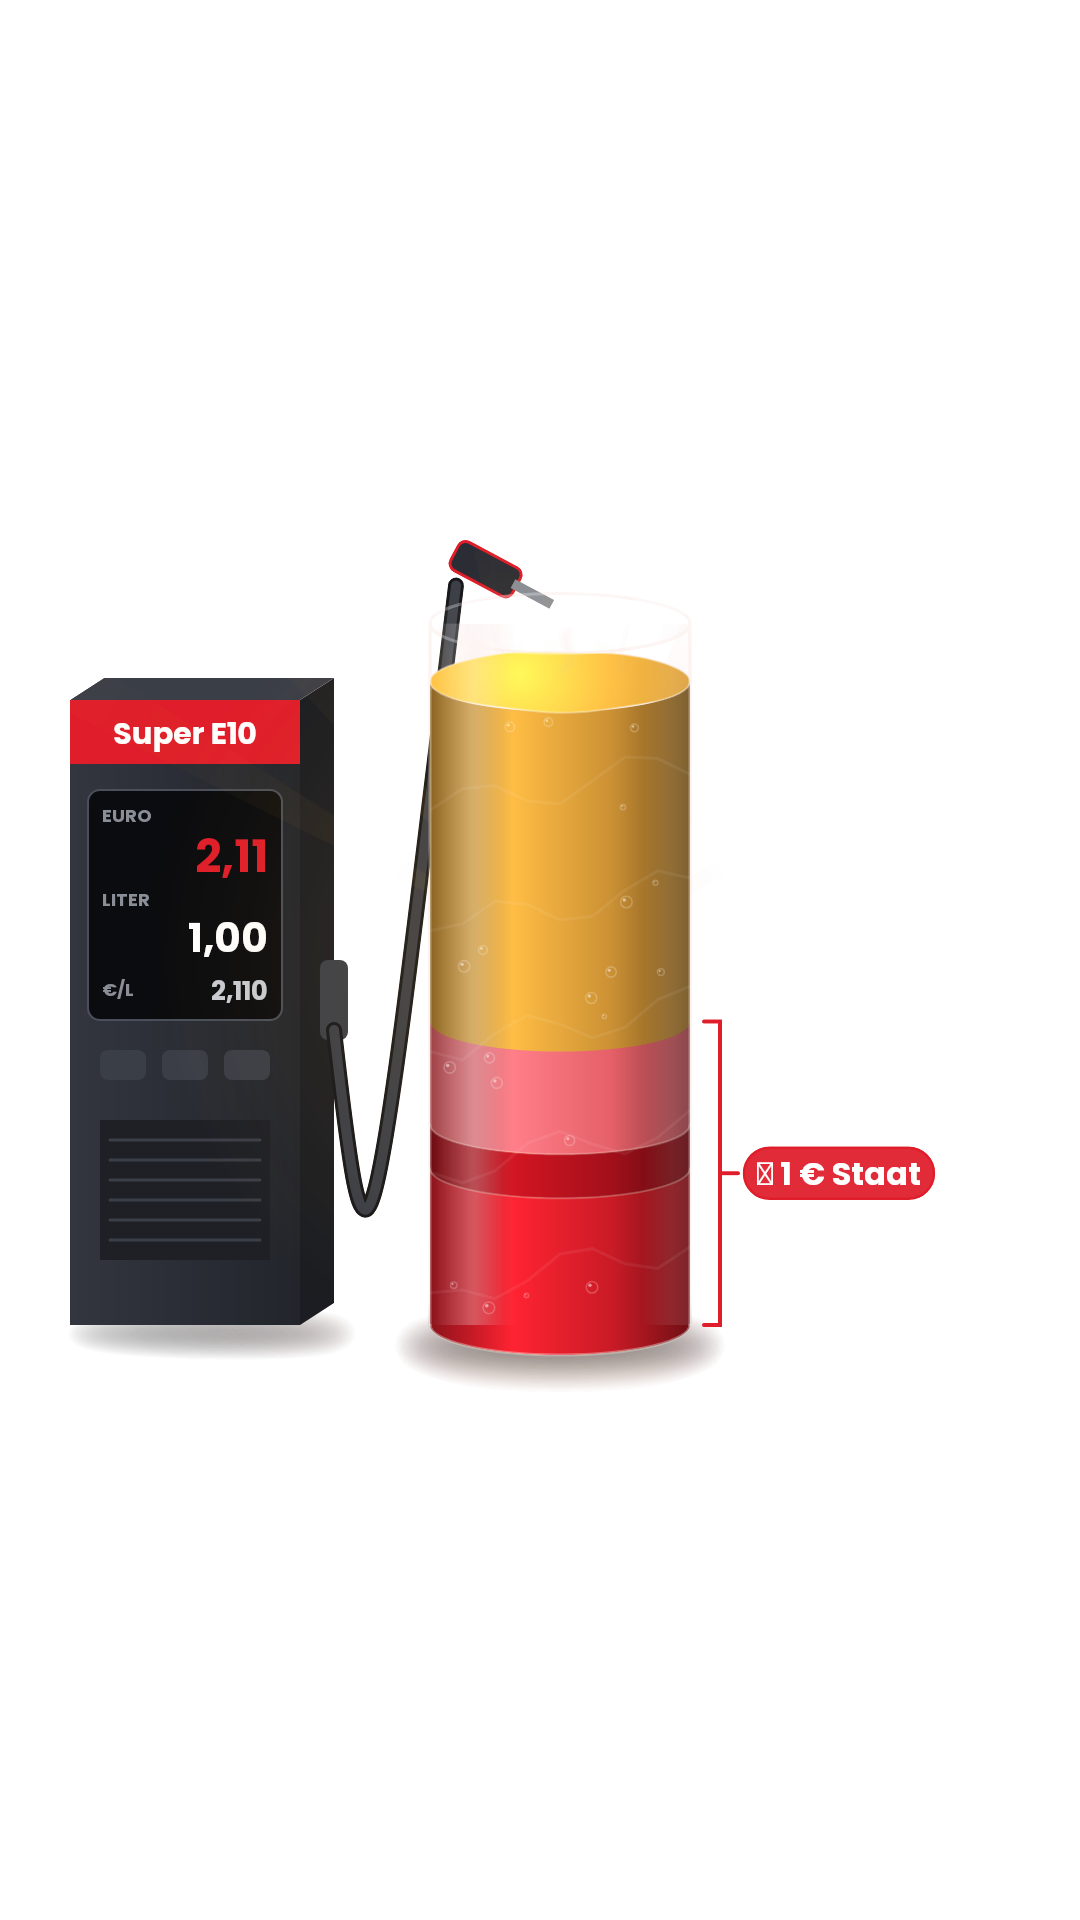 Super E10
EURO
2,11
LITER
1,00
€/L
2,110
1 € Staat